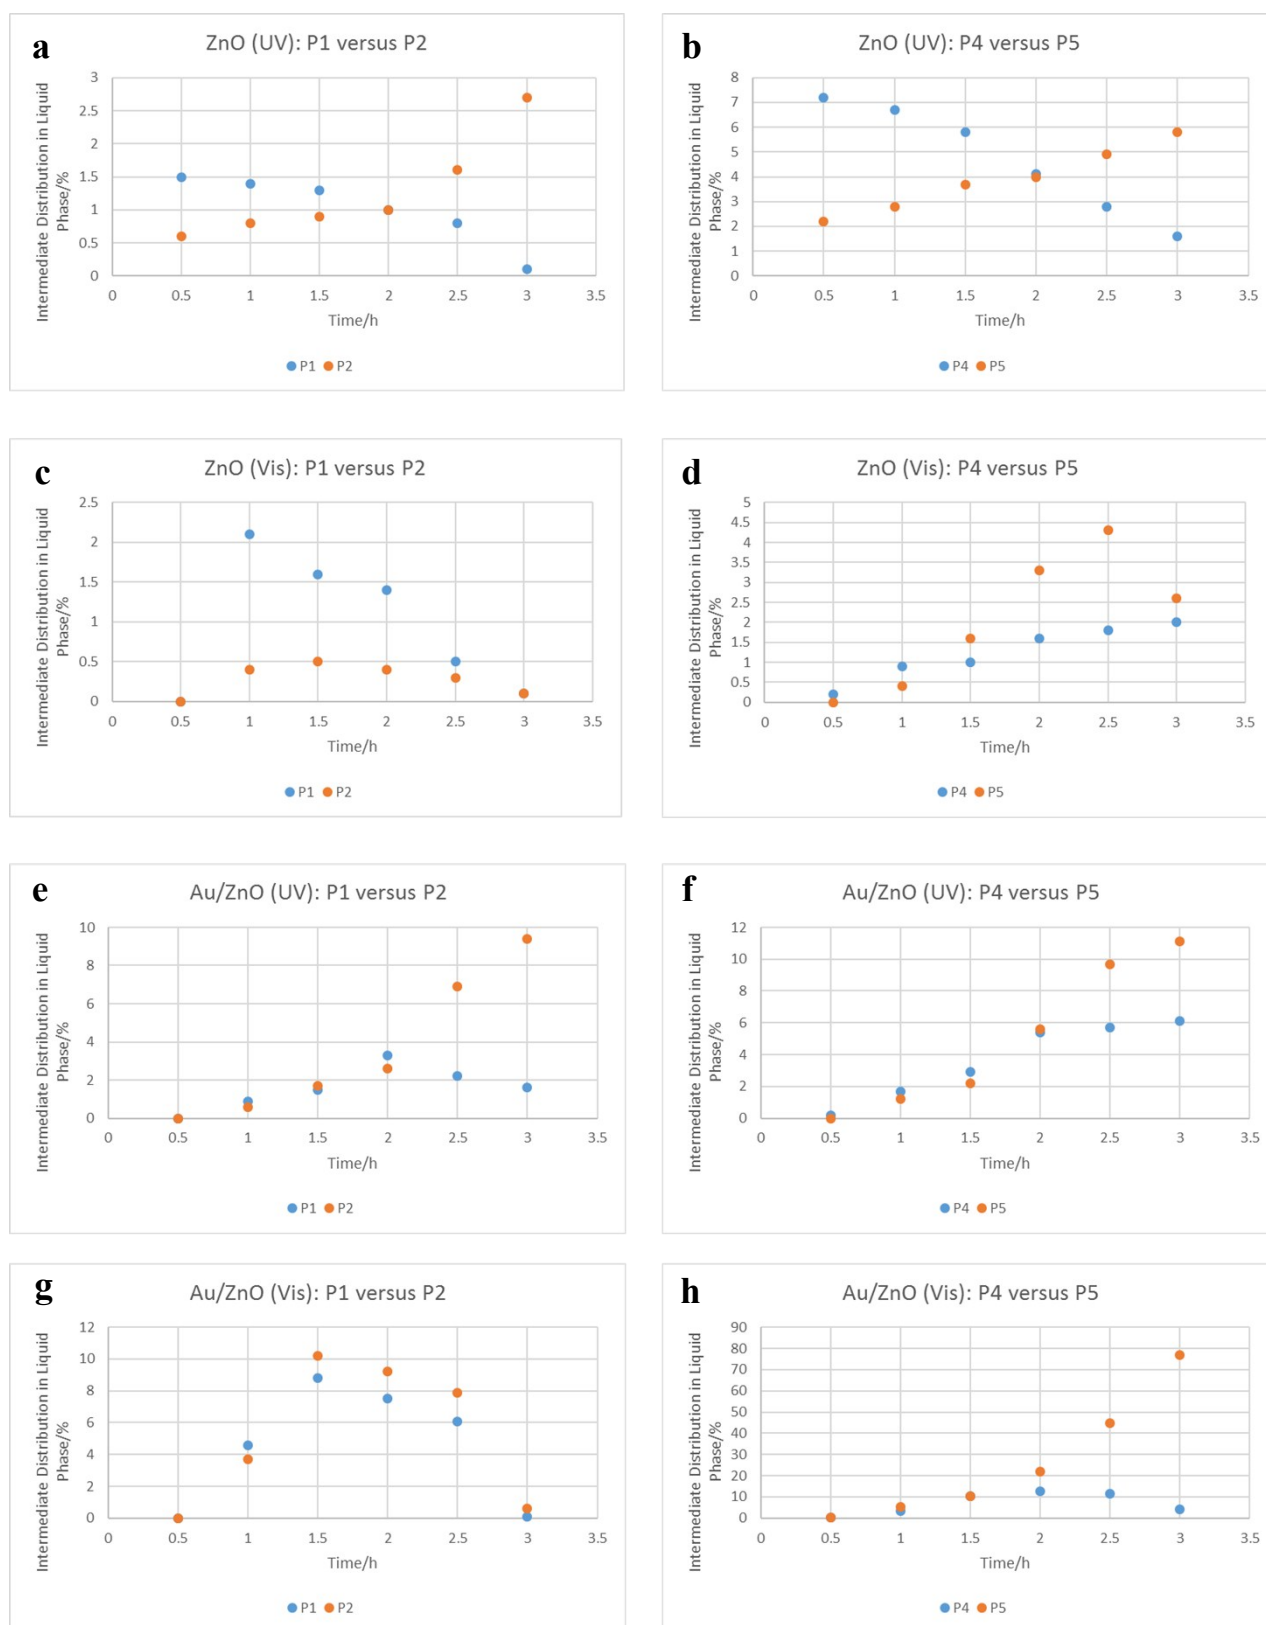 a
ZnO (UV): P1 versus P2
Intermediate Distribution in Liquid
Phase/%
3
2.5
2
1.5
1
0.5
0
0 0.5 1 1.5 2 2.5 3 3.5
Time/h
P1 P2
b
ZnO (UV): P4 versus P5
Intermediate Distribution in Liquid
Phase/%
8
7
6
5
4
3
2
1
0
0 0.5 1 1.5 2 2.5 3 3.5
Time/h
P4 P5
c
ZnO (Vis): P1 versus P2
Intermediate Distribution in Liquid
Phase/%
2.5
2
1.5
1
0.5
0
0 0.5 1 1.5 2 2.5 3 3.5
Time/h
P1 P2
d
ZnO (Vis): P4 versus P5
Intermediate Distribution in Liquid
Phase/%
5
4.5
4
3.5
3
2.5
2
1.5
1
0.5
0
0 0.5 1 1.5 2 2.5 3 3.5
Time/h
P4 P5
e
Au/ZnO (UV): P1 versus P2
Intermediate Distribution in Liquid
Phase/%
10
8
6
4
2
0
0 0.5 1 1.5 2 2.5 3 3.5
Time/h
P1 P2
f
Au/ZnO (UV): P4 versus P5
Intermediate Distribution in Liquid
Phase/%
12
10
8
6
4
2
0
0 0.5 1 1.5 2 2.5 3 3.5
Time/h
P4 P5
g
Au/ZnO (Vis): P1 versus P2
Intermediate Distribution in Liquid
Phase/%
12
10
8
6
4
2
0
0 0.5 1 1.5 2 2.5 3 3.5
Time/h
P1 P2
h
Au/ZnO (Vis): P4 versus P5
Intermediate Distribution in Liquid
Phase/%
90
80
70
60
50
40
30
20
10
0
0 0.5 1 1.5 2 2.5 3 3.5
Time/h
P4 P5